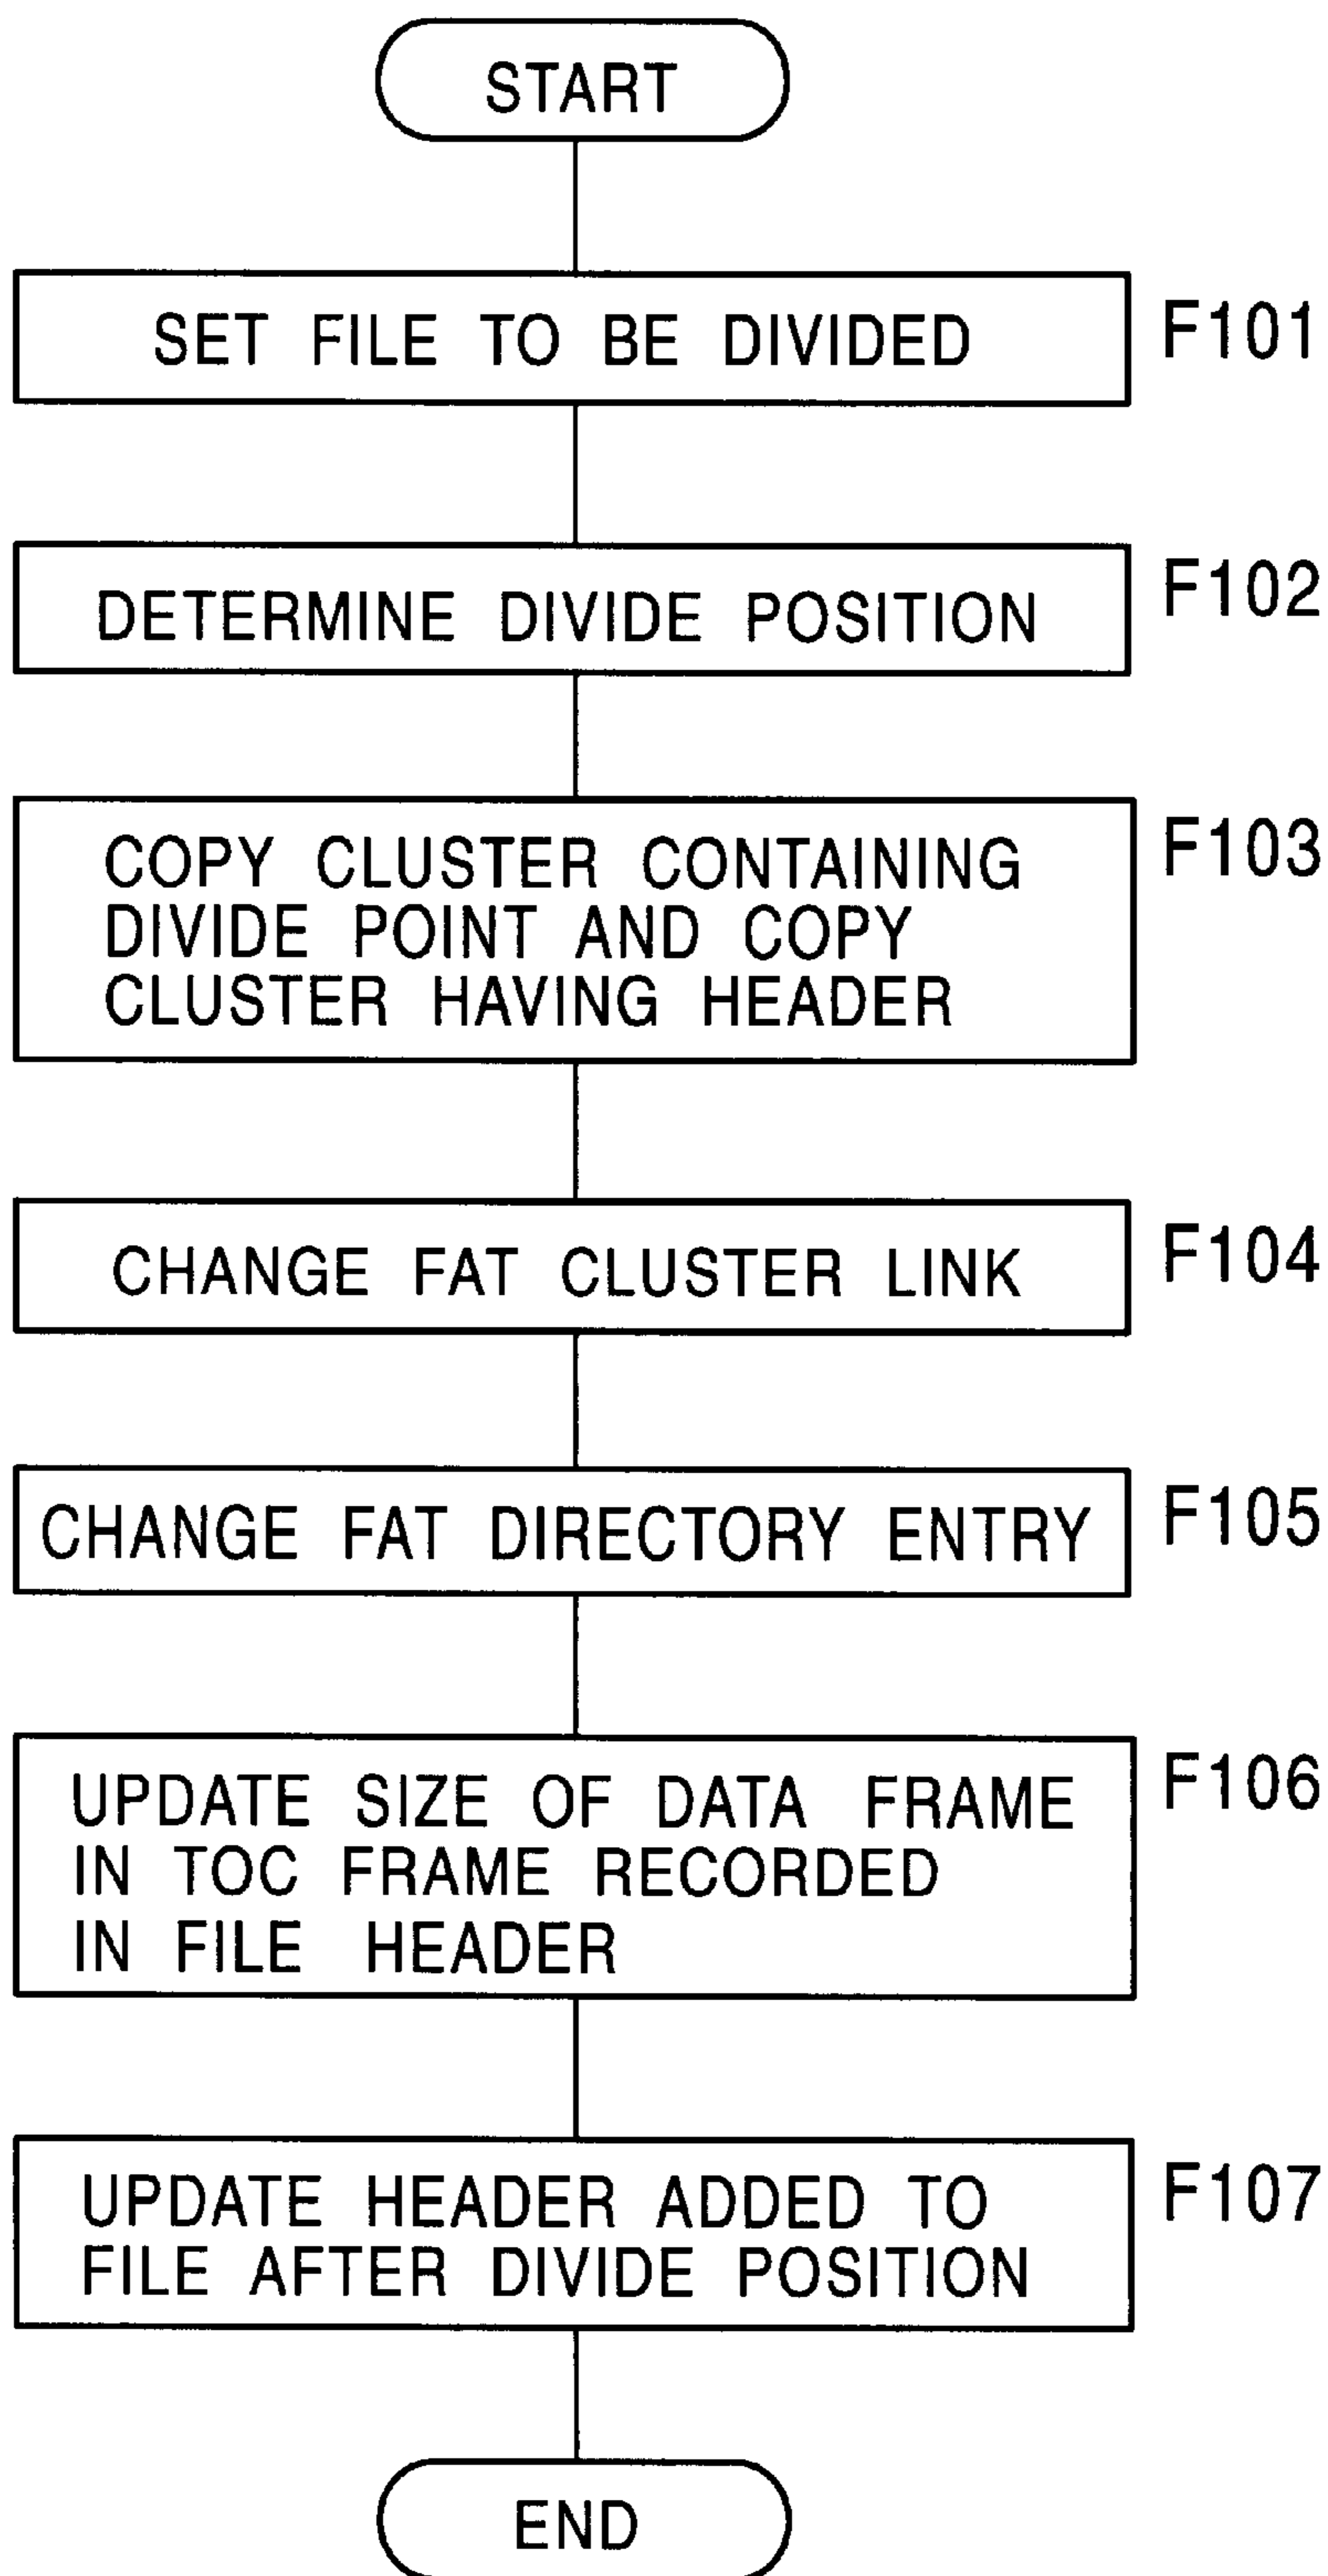 START
SET FILE TO BE DIVIDED
F101
DETERMINE DIVIDE POSITION
F102
COPY CLUSTER CONTAINING
DIVIDE POINT AND COPY
CLUSTER HAVING HEADER
F103
CHANGE FAT CLUSTER LINK
F104
CHANGE FAT DIRECTORY ENTRY
F105
UPDATE SIZE OF DATA FRAME
IN TOC FRAME RECORDED
IN FILE HEADER
F106
UPDATE HEADER ADDED TO
FILE AFTER DIVIDE POSITION
F107
END